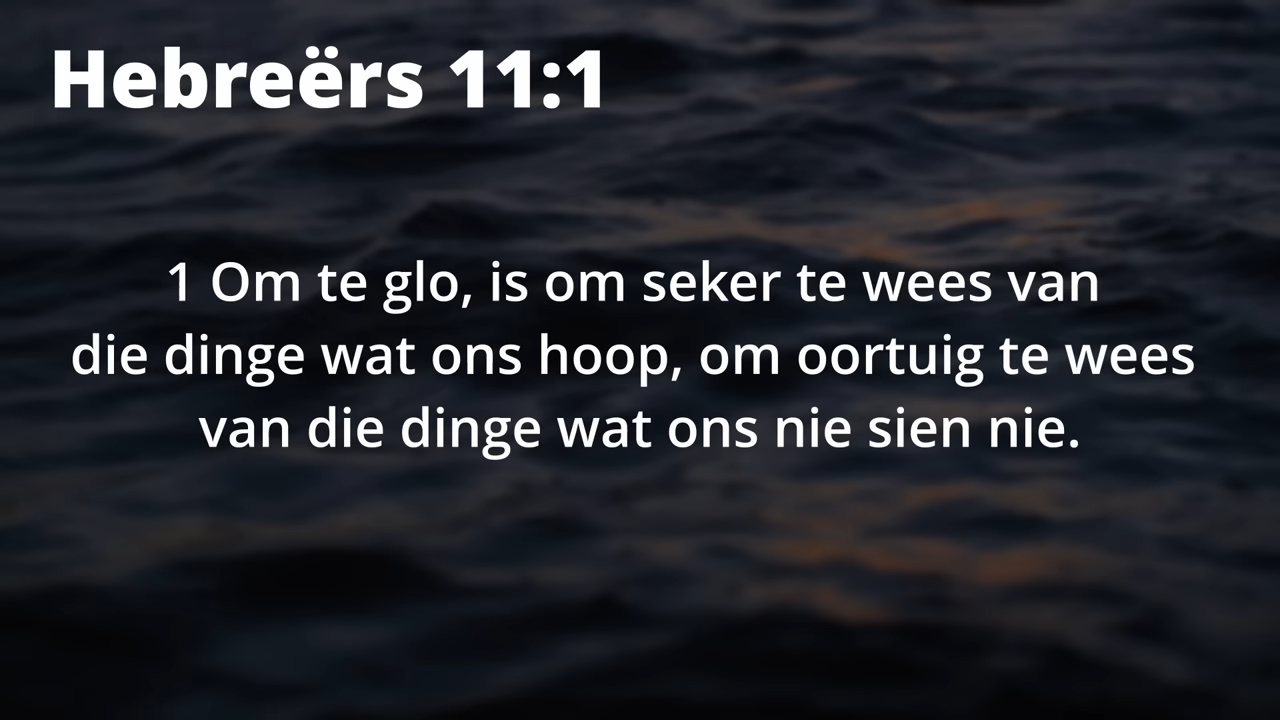 Hebreërs 11:1
1 Om te glo, is om seker te wees van
die dinge wat ons hoop, om oortuig te wees
van die dinge wat ons nie sien nie.